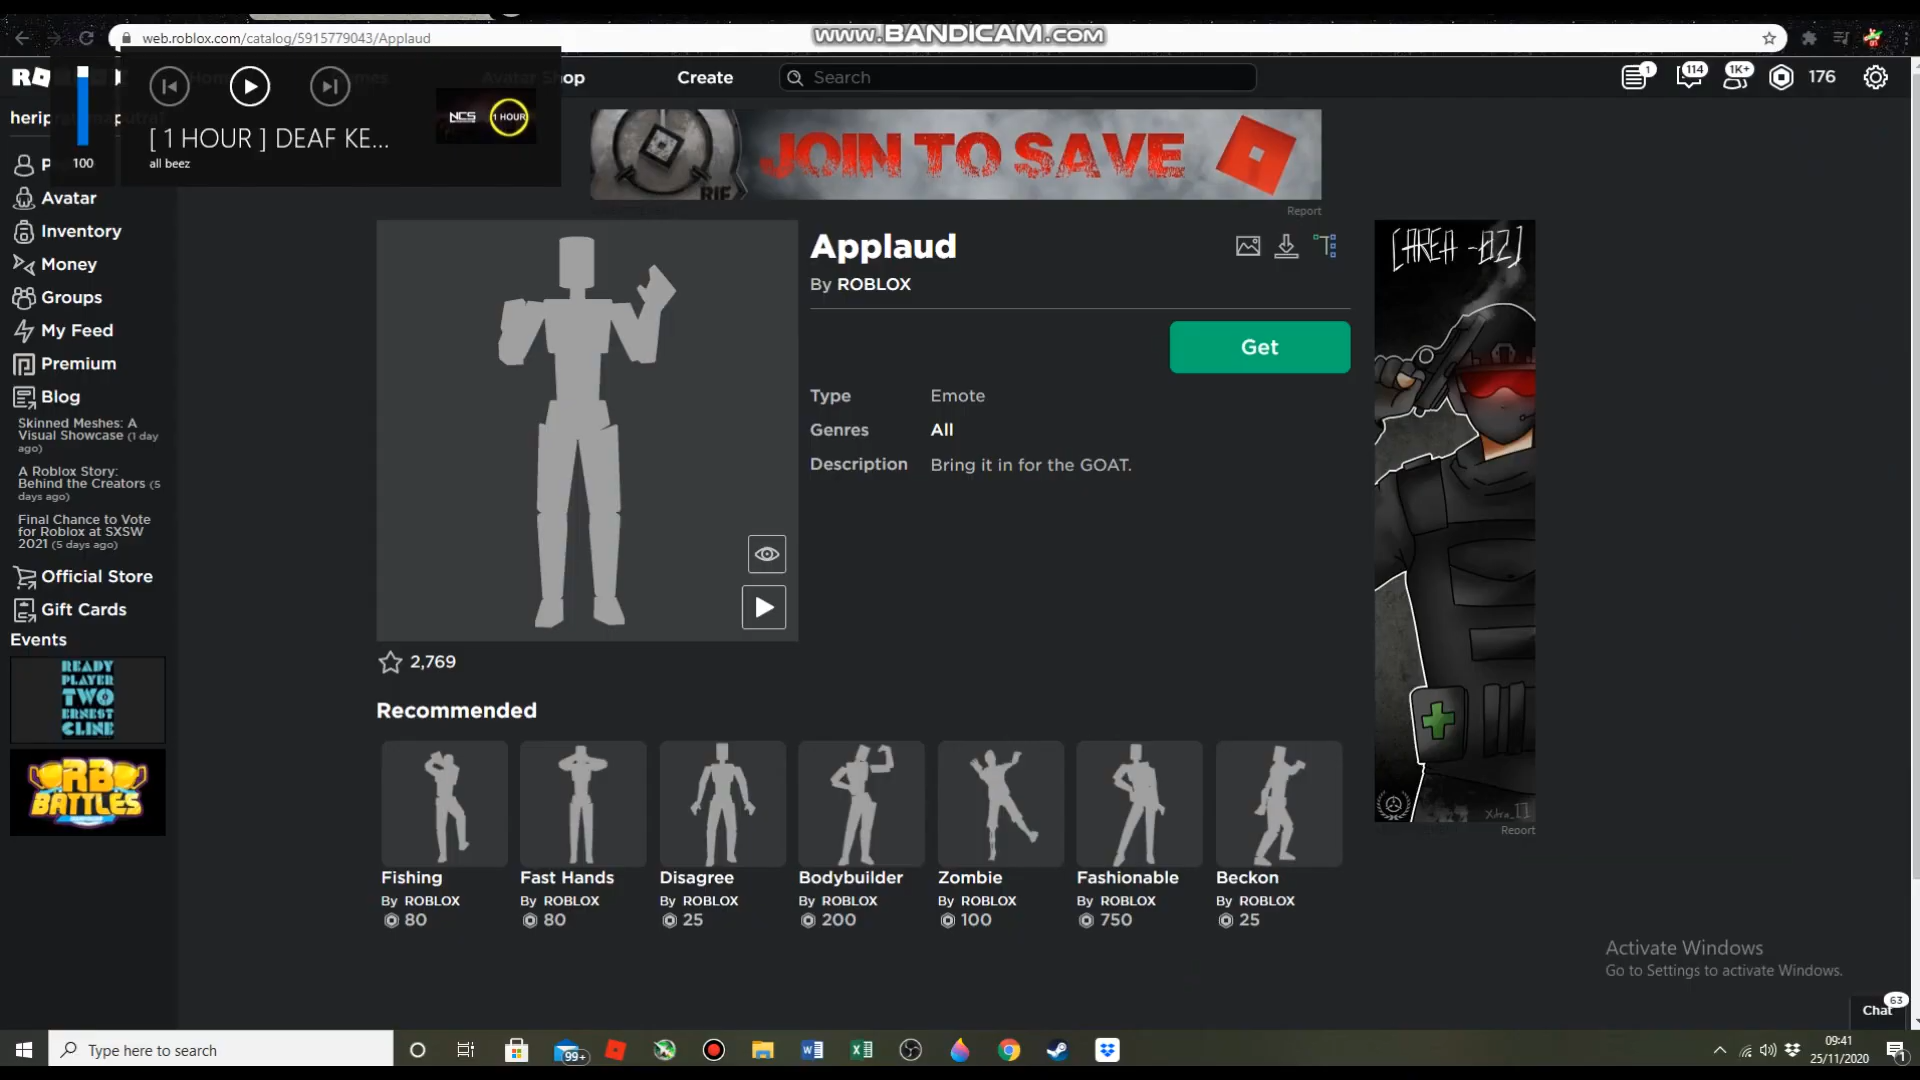 web.roblox.com/catalog/5915779043/Applaud
www.BANDICAM.com
Create
Search
1
114
1K+
176
[ 1 HOUR ] DEAF KE...
all beez
100
NCS
1 HOUR
JOIN TO SAVE
RIF
Report
Avatar
Inventory
Money
Groups
My Feed
Premium
Blog
Skinned Meshes: A
Visual Showcase (1 day
ago)
A Roblox Story:
Behind the Creators (5
days ago)
Final Chance to Vote
for Roblox at SXSW
2021 (5 days ago)
Official Store
Gift Cards
Events
READY
PLAYER
TWO
ERNEST
CLINE
RB
BATTLES
Applaud
By ROBLOX
Get
Type Emote
Genres All
Description Bring it in for the GOAT.
2,769
[AREA -02]
Report
Recommended
Fishing
By ROBLOX
80
Fast Hands
By ROBLOX
80
Disagree
By ROBLOX
25
Bodybuilder
By ROBLOX
200
Zombie
By ROBLOX
100
Fashionable
By ROBLOX
750
Beckon
By ROBLOX
25
Activate Windows
Go to Settings to activate Windows.
Chat
63
Type here to search
99+
09:41
25/11/2020
1